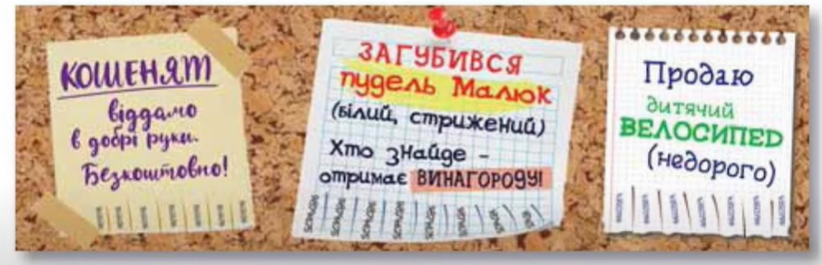 КОШЕНЯТ
віддамо
в добрі руки.
Безкоштовно!
ЗАГУБИВСЯ
пудель Малюк
(білий, стрижений)
Хто знайде –
отримає ВИНАГОРОДУ!
Продаю
дитячий
ВЕЛОСИПЕД
(недорого)